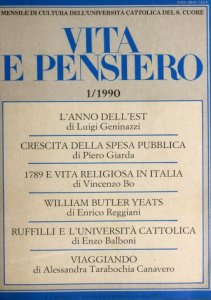 MENSILE DI CULTURA DELL'UNIVERSITÀ CATTOLICA DEL S. CUORE
VITA
E PENSIERO
1/1990
L'ANNO DELL'EST
di Luigi Geninazzi
CRESCITA DELLA SPESA PUBBLICA
di Piero Giarda
1789 E VITA RELIGIOSA IN ITALIA
di Vincenzo Bo
WILLIAM BUTLER YEATS
di Enrico Reggiani
RUFFILLI E L'UNIVERSITÀ CATTOLICA
di Enzo Balboni
VIAGGIANDO
di Alessandra Tarabochia Canavero